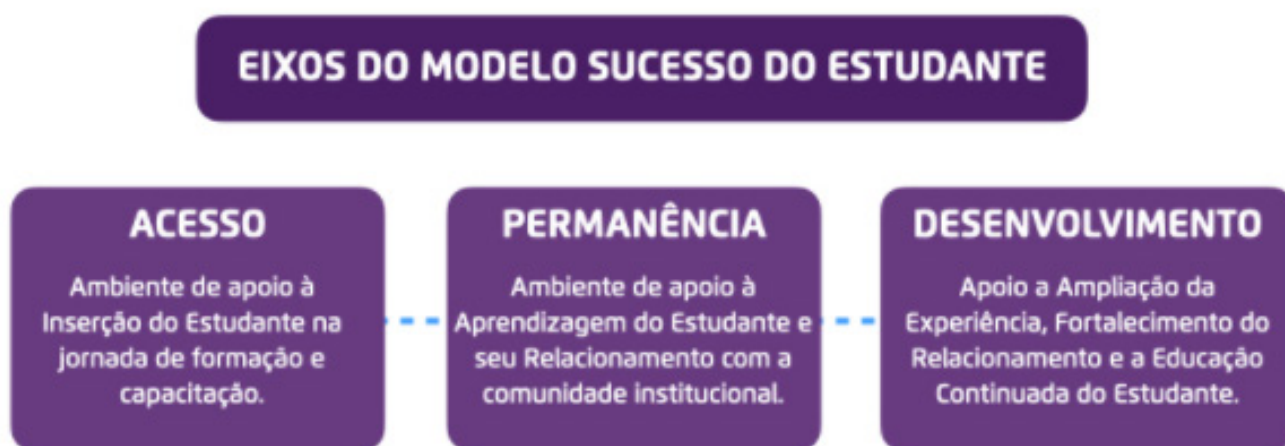 EIXOS DO MODELO SUCESSO DO ESTUDANTE
ACESSO
Ambiente de apoio à
Inserção do Estudante na
jornada de formação e
capacitação.
PERMANÊNCIA
Ambiente de apoio à
Aprendizagem do Estudante e
seu Relacionamento com a
comunidade institucional.
DESENVOLVIMENTO
Apoio a Ampliação da
Experiência, Fortalecimento do
Relacionamento e a Educação
Continuada do Estudante.